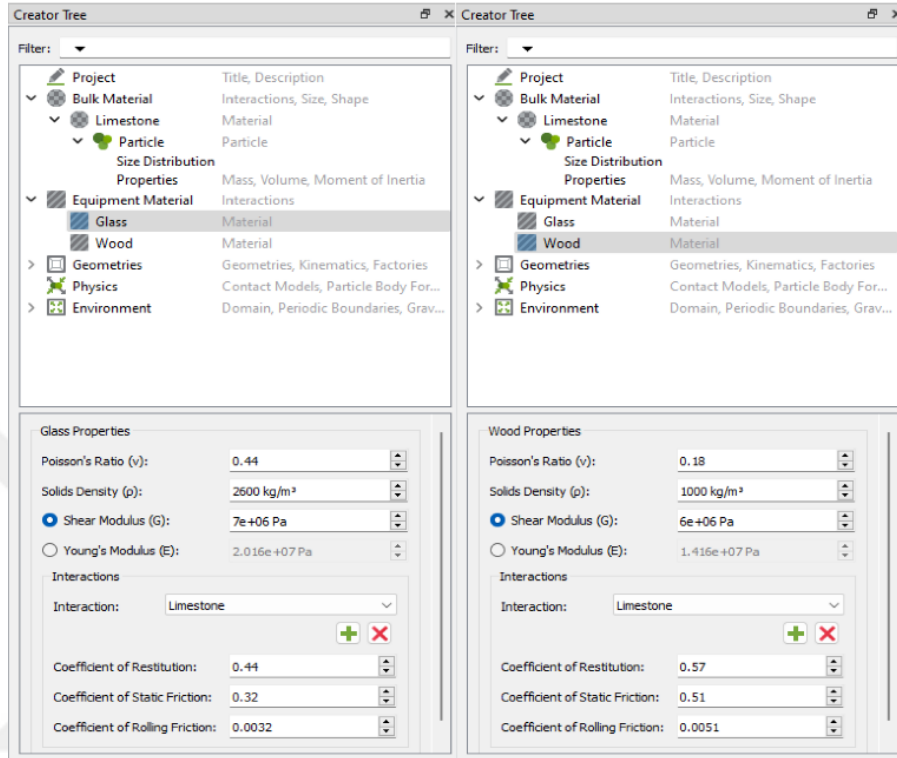 Creator Tree
Filter:
Project Title, Description
Bulk Material Interactions, Size, Shape
Limestone Material
Particle Particle
Size Distribution
Properties Mass, Volume, Moment of Inertia
Equipment Material Interactions
Glass Material
Wood Material
Geometries Geometries, Kinematics, Factories
Physics Contact Models, Particle Body For...
Environment Domain, Periodic Boundaries, Grav...
Glass Properties
Poisson's Ratio (ν): 0.44
Solids Density (ρ): 2600 kg/m³
Shear Modulus (G): 7e+06 Pa
Young's Modulus (E): 2.016e+07 Pa
Interactions
Interaction: Limestone
Coefficient of Restitution: 0.44
Coefficient of Static Friction: 0.32
Coefficient of Rolling Friction: 0.0032
Creator Tree
Filter:
Project Title, Description
Bulk Material Interactions, Size, Shape
Limestone Material
Particle Particle
Size Distribution
Properties Mass, Volume, Moment of Inertia
Equipment Material Interactions
Glass Material
Wood Material
Geometries Geometries, Kinematics, Factories
Physics Contact Models, Particle Body For...
Environment Domain, Periodic Boundaries, Grav...
Wood Properties
Poisson's Ratio (ν): 0.18
Solids Density (ρ): 1000 kg/m³
Shear Modulus (G): 6e+06 Pa
Young's Modulus (E): 1.416e+07 Pa
Interactions
Interaction: Limestone
Coefficient of Restitution: 0.57
Coefficient of Static Friction: 0.51
Coefficient of Rolling Friction: 0.0051